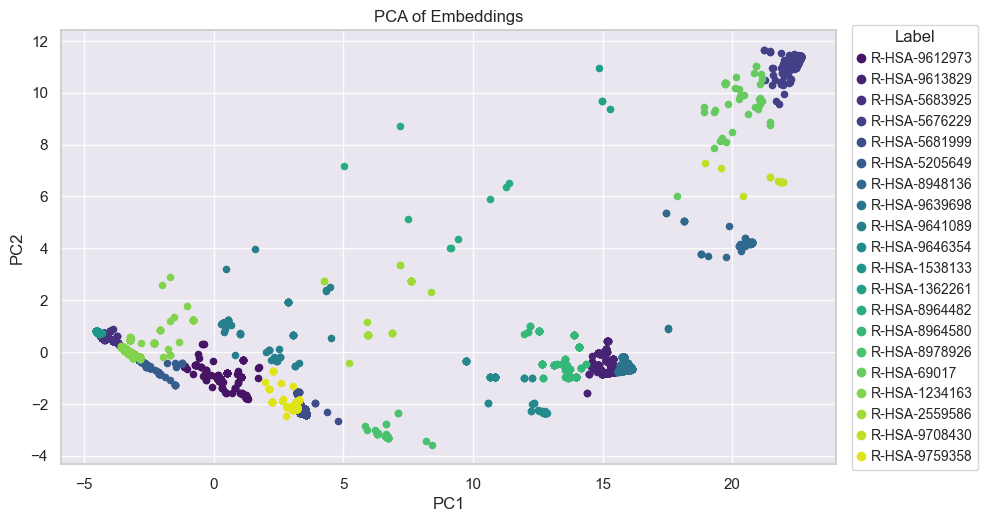 PCA of Embeddings
12
10
8
6
4
2
0
−2
−4
PC2
−5
0
5
10
15
20
PC1
Label
R-HSA-9612973
R-HSA-9613829
R-HSA-5683925
R-HSA-5676229
R-HSA-5681999
R-HSA-5205649
R-HSA-8948136
R-HSA-9639698
R-HSA-9641089
R-HSA-9646354
R-HSA-1538133
R-HSA-1362261
R-HSA-8964482
R-HSA-8964580
R-HSA-8978926
R-HSA-69017
R-HSA-1234163
R-HSA-2559586
R-HSA-9708430
R-HSA-9759358